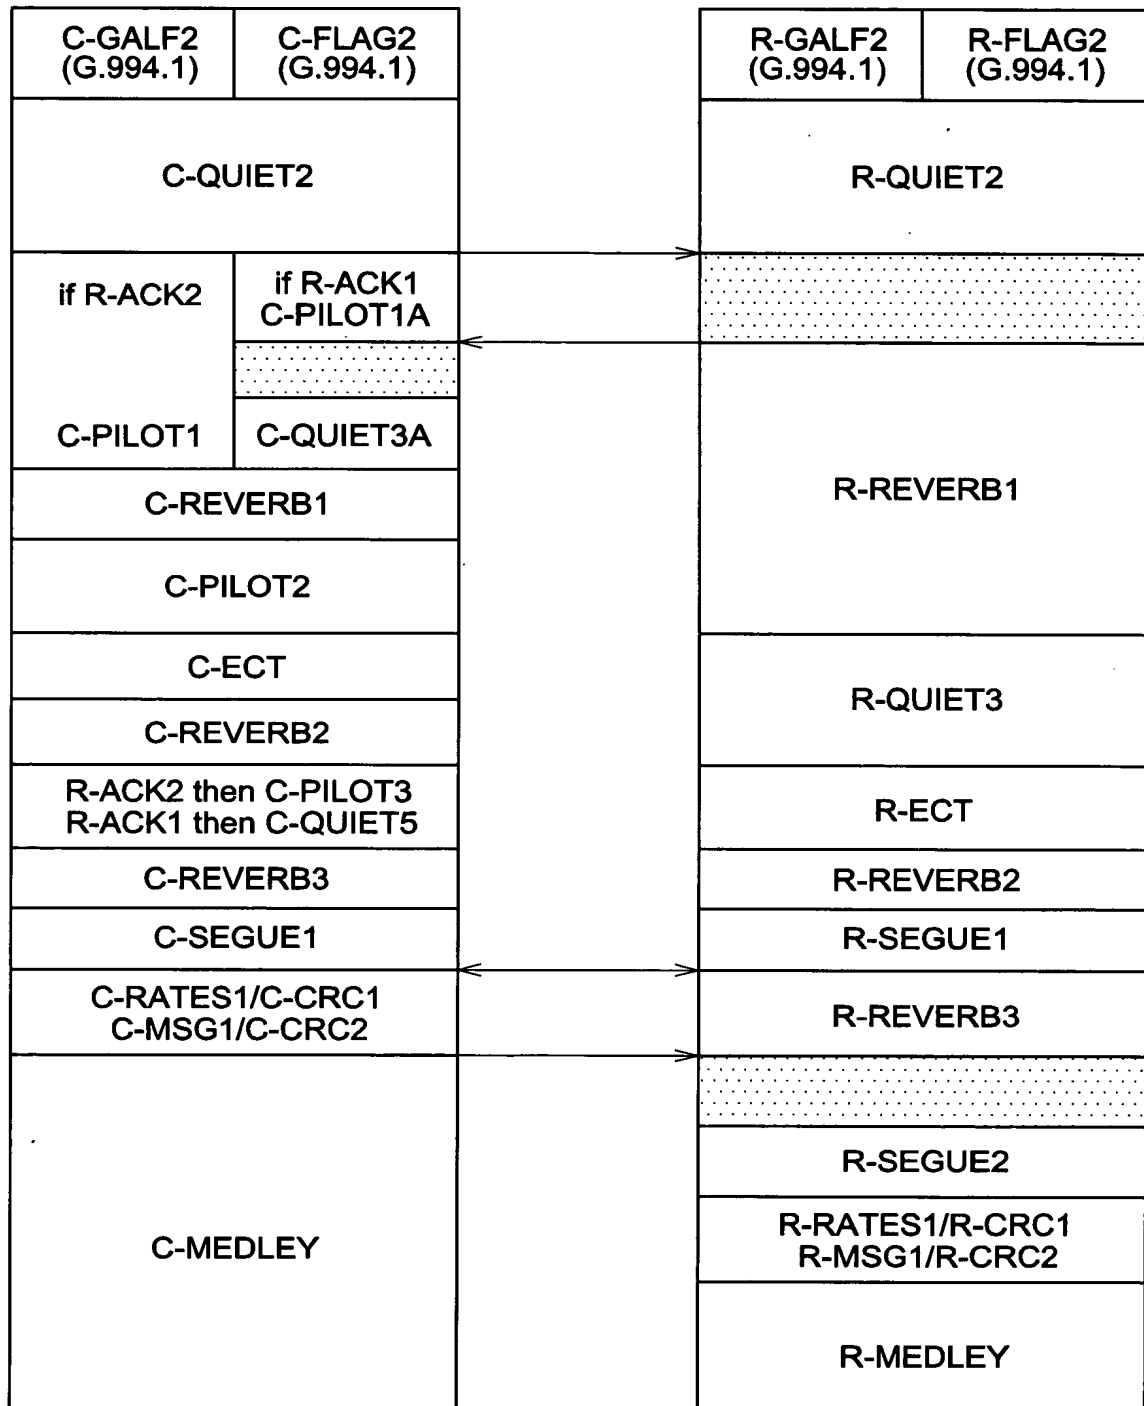 C-GALF2
(G.994.1)
C-FLAG2
(G.994.1)
C-QUIET2
if R-ACK2
C-PILOT1
if R-ACK1
C-PILOT1A
C-QUIET3A
C-REVERB1
C-PILOT2
C-ECT
C-REVERB2
R-ACK2 then C-PILOT3
R-ACK1 then C-QUIET5
C-REVERB3
C-SEGUE1
C-RATES1/C-CRC1
C-MSG1/C-CRC2
C-MEDLEY
R-GALF2
(G.994.1)
R-FLAG2
(G.994.1)
R-QUIET2
R-REVERB1
R-QUIET3
R-ECT
R-REVERB2
R-SEGUE1
R-REVERB3
R-SEGUE2
R-RATES1/R-CRC1
R-MSG1/R-CRC2
R-MEDLEY